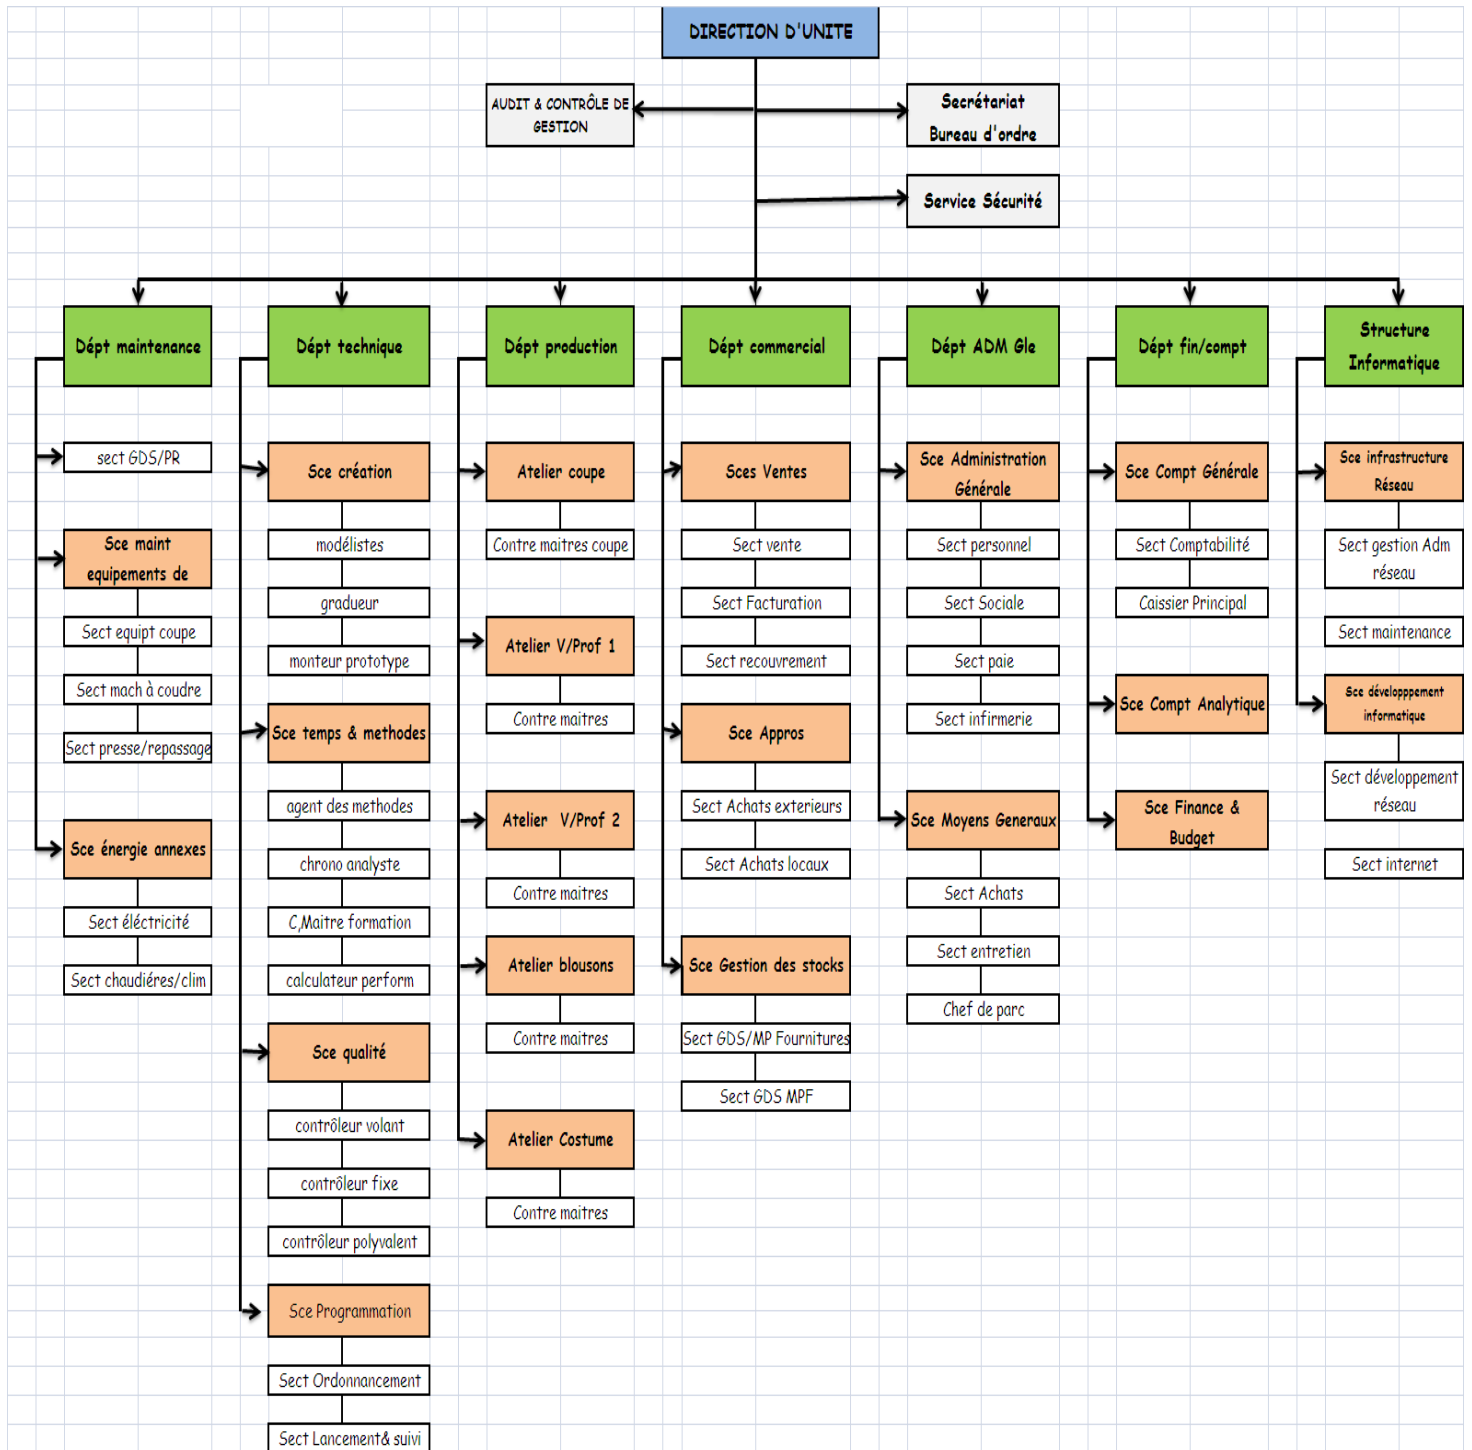 DIRECTION D'UNITE
AUDIT & CONTRÔLE DE
GESTION
Secrétariat
Bureau d'ordre
Service Sécurité
Dépt maintenance
sect GDS/PR
Sce maint
equipements de
Sect equipt coupe
Sect mach à coudre
Sect presse/repassage
Sce énergie annexes
Sect éléctricité
Sect chaudiéres/clim
Dépt technique
Sce création
modélistes
gradueur
monteur prototype
Sce temps & methodes
agent des methodes
chrono analyste
C,Maitre formation
calculateur perform
Sce qualité
contrôleur volant
contrôleur fixe
contrôleur polyvalent
Sce Programmation
Sect Ordonnancement
Sect Lancement& suivi
Dépt production
Atelier coupe
Contre maitres coupe
Atelier V/Prof 1
Contre maitres
Atelier  V/Prof 2
Contre maitres
Atelier blousons
Contre maitres
Atelier Costume
Contre maitres
Dépt commercial
Sces Ventes
Sect vente
Sect Facturation
Sect recouvrement
Sce Appros
Sect Achats exterieurs
Sect Achats locaux
Sce Gestion des stocks
Sect GDS/MP Fournitures
Sect GDS MPF
Dépt ADM Gle
Sce Administration
Générale
Sect personnel
Sect Sociale
Sect paie
Sect infirmerie
Sce Moyens Generaux
Sect Achats
Sect entretien
Chef de parc
Dépt fin/compt
Sce Compt Générale
Sect Comptabilité
Caissier Principal
Sce Compt Analytique
Sce Finance &
Budget
Structure
Informatique
Sce infrastructure
Réseau
Sect gestion Adm
réseau
Sect maintenance
Sce développpement
informatique
Sect développement
réseau
Sect internet